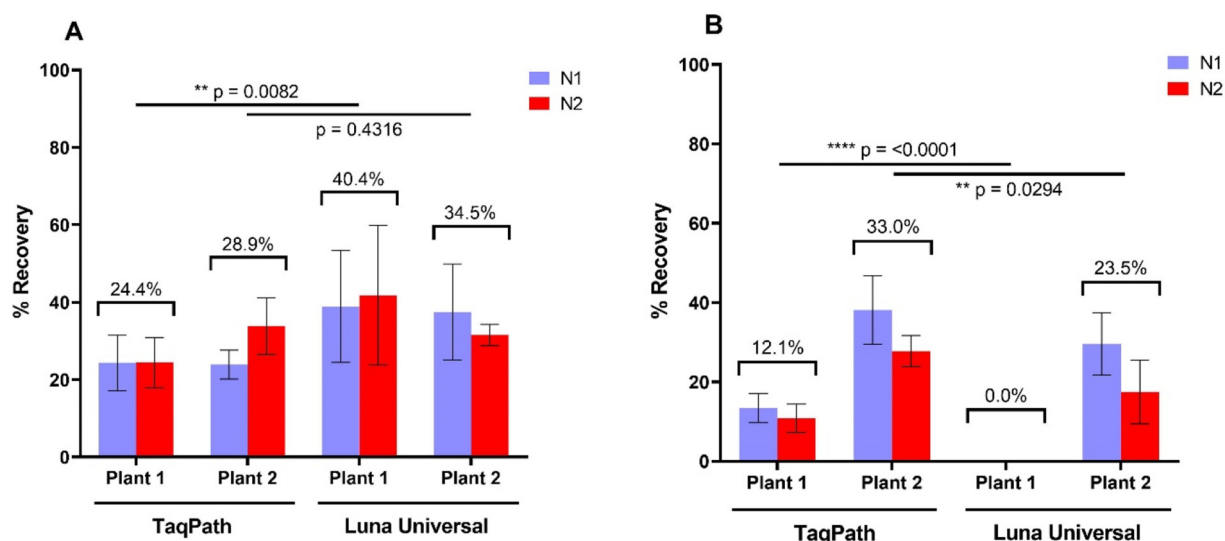 A
100
80
60
40
20
0
% Recovery
N1
N2
** p = 0.0082
p = 0.4316
24.4%
28.9%
40.4%
34.5%
Plant 1 Plant 2 Plant 1 Plant 2
TaqPath Luna Universal
B
100
80
60
40
20
0
% Recovery
N1
N2
**** p = <0.0001
** p = 0.0294
12.1%
33.0%
0.0%
23.5%
Plant 1 Plant 2 Plant 1 Plant 2
TaqPath Luna Universal